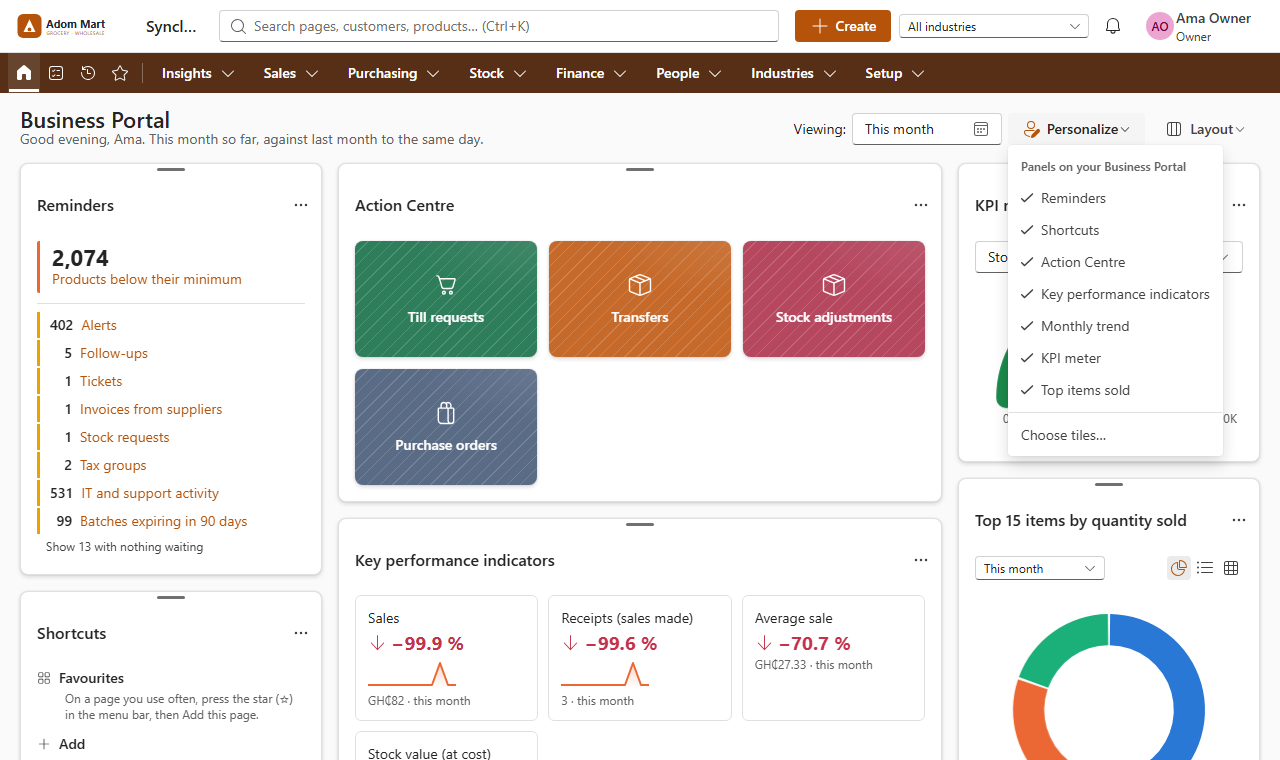 Adom Mart
GROCERY · WHOLESALE
Syncl...
Search pages, customers, products... (Ctrl+K)
Create
All industries
AO
Ama Owner
Owner
Insights
Sales
Purchasing
Stock
Finance
People
Industries
Setup
Business Portal
Good evening, Ama. This month so far, against last month to the same day.
Viewing:
This month
Personalize
Layout
Panels on your Business Portal
Reminders
Shortcuts
Action Centre
Key performance indicators
Monthly trend
KPI meter
Top items sold
Choose tiles...
Reminders
2,074
Products below their minimum
402 Alerts
5 Follow-ups
1 Tickets
1 Invoices from suppliers
1 Stock requests
2 Tax groups
531 IT and support activity
99 Batches expiring in 90 days
Show 13 with nothing waiting
Shortcuts
Favourites
On a page you use often, press the star (☆)
in the menu bar, then Add this page.
Add
Action Centre
Till requests
Transfers
Stock adjustments
Purchase orders
Key performance indicators
Sales
−99.9 %
GH₵82 · this month
Receipts (sales made)
−99.6 %
3 · this month
Average sale
−70.7 %
GH₵27.33 · this month
Stock value (at cost)
KPI
Sto
0K
Top 15 items by quantity sold
This month